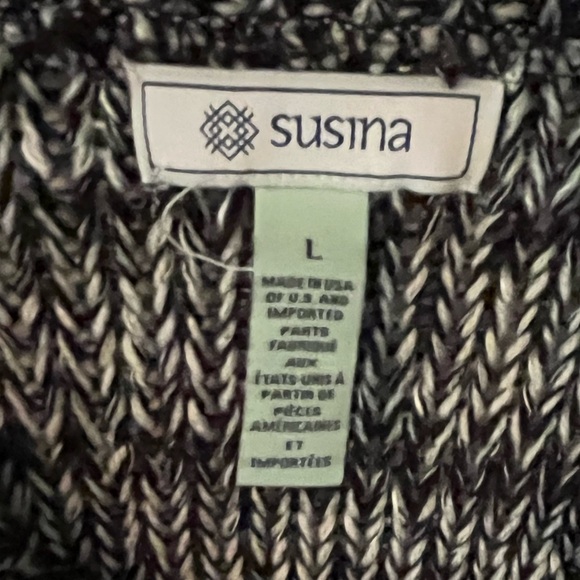 susina
L
MADE IN USA
OF U.S. AND
IMPORTED
PARTS
FABRIQUÉ
AUX
ÉTATS-UNIS À
PARTIR DE
PIÈCES
AMÉRICAINES
ET
IMPORTÉES